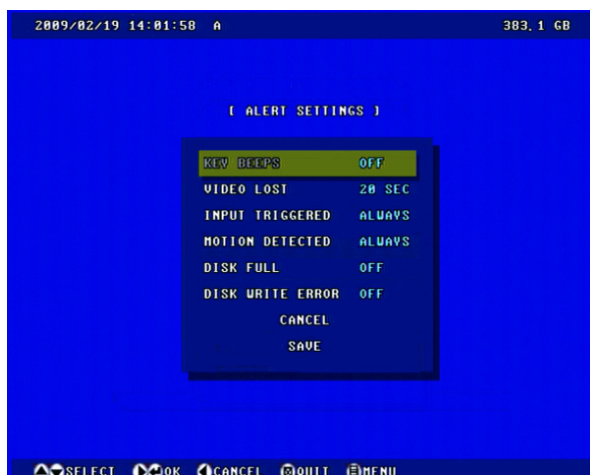 2009/02/19 14:01:58 A 383.1 GB
[ ALERT SETTINGS ]
KEY BEEPS OFF
VIDEO LOST 20 SEC
INPUT TRIGGERED ALWAYS
MOTION DETECTED ALWAYS
DISK FULL OFF
DISK WRITE ERROR OFF
CANCEL
SAVE
SELECT OK CANCEL QUIT MENU